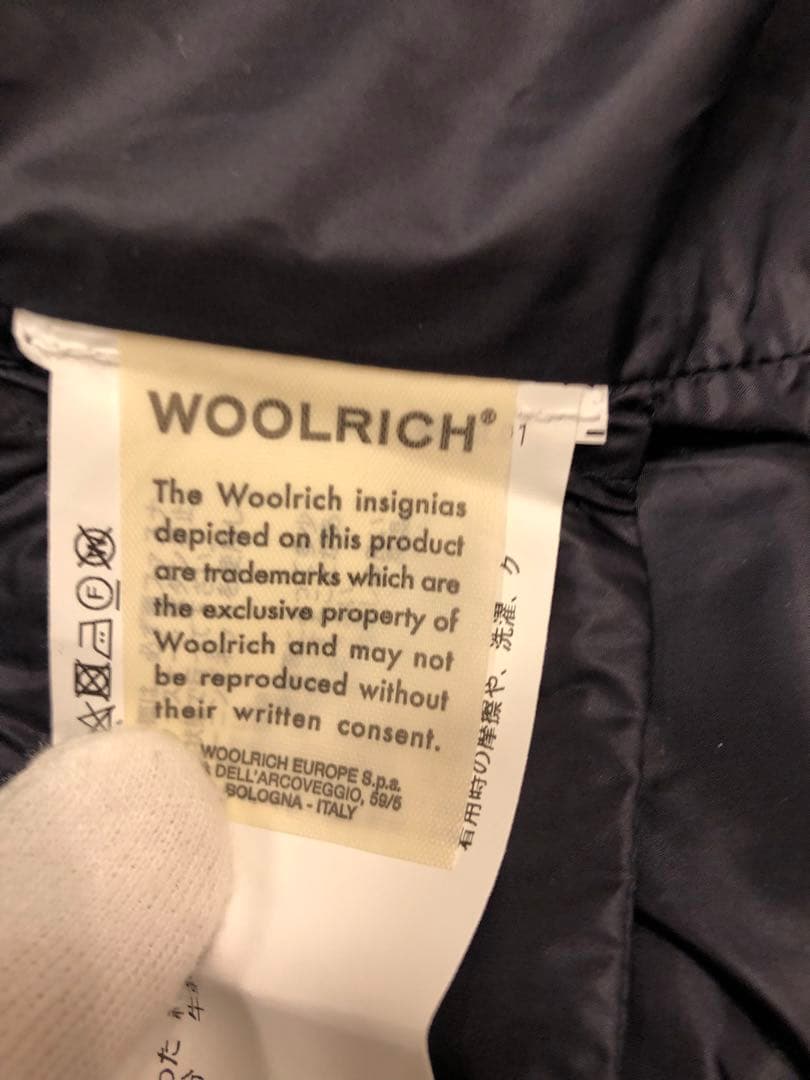 WOOLRICH®
The Woolrich insignias
depicted on this product
are trademarks which are
the exclusive property of
Woolrich and may not
be reproduced without
their written consent.
WOOLRICH EUROPE S.p.a.
DELL'ARCOVEGGIO, 59/5
BOLOGNA - ITALY
用時の摩擦や、洗濯、ク
F
W
1